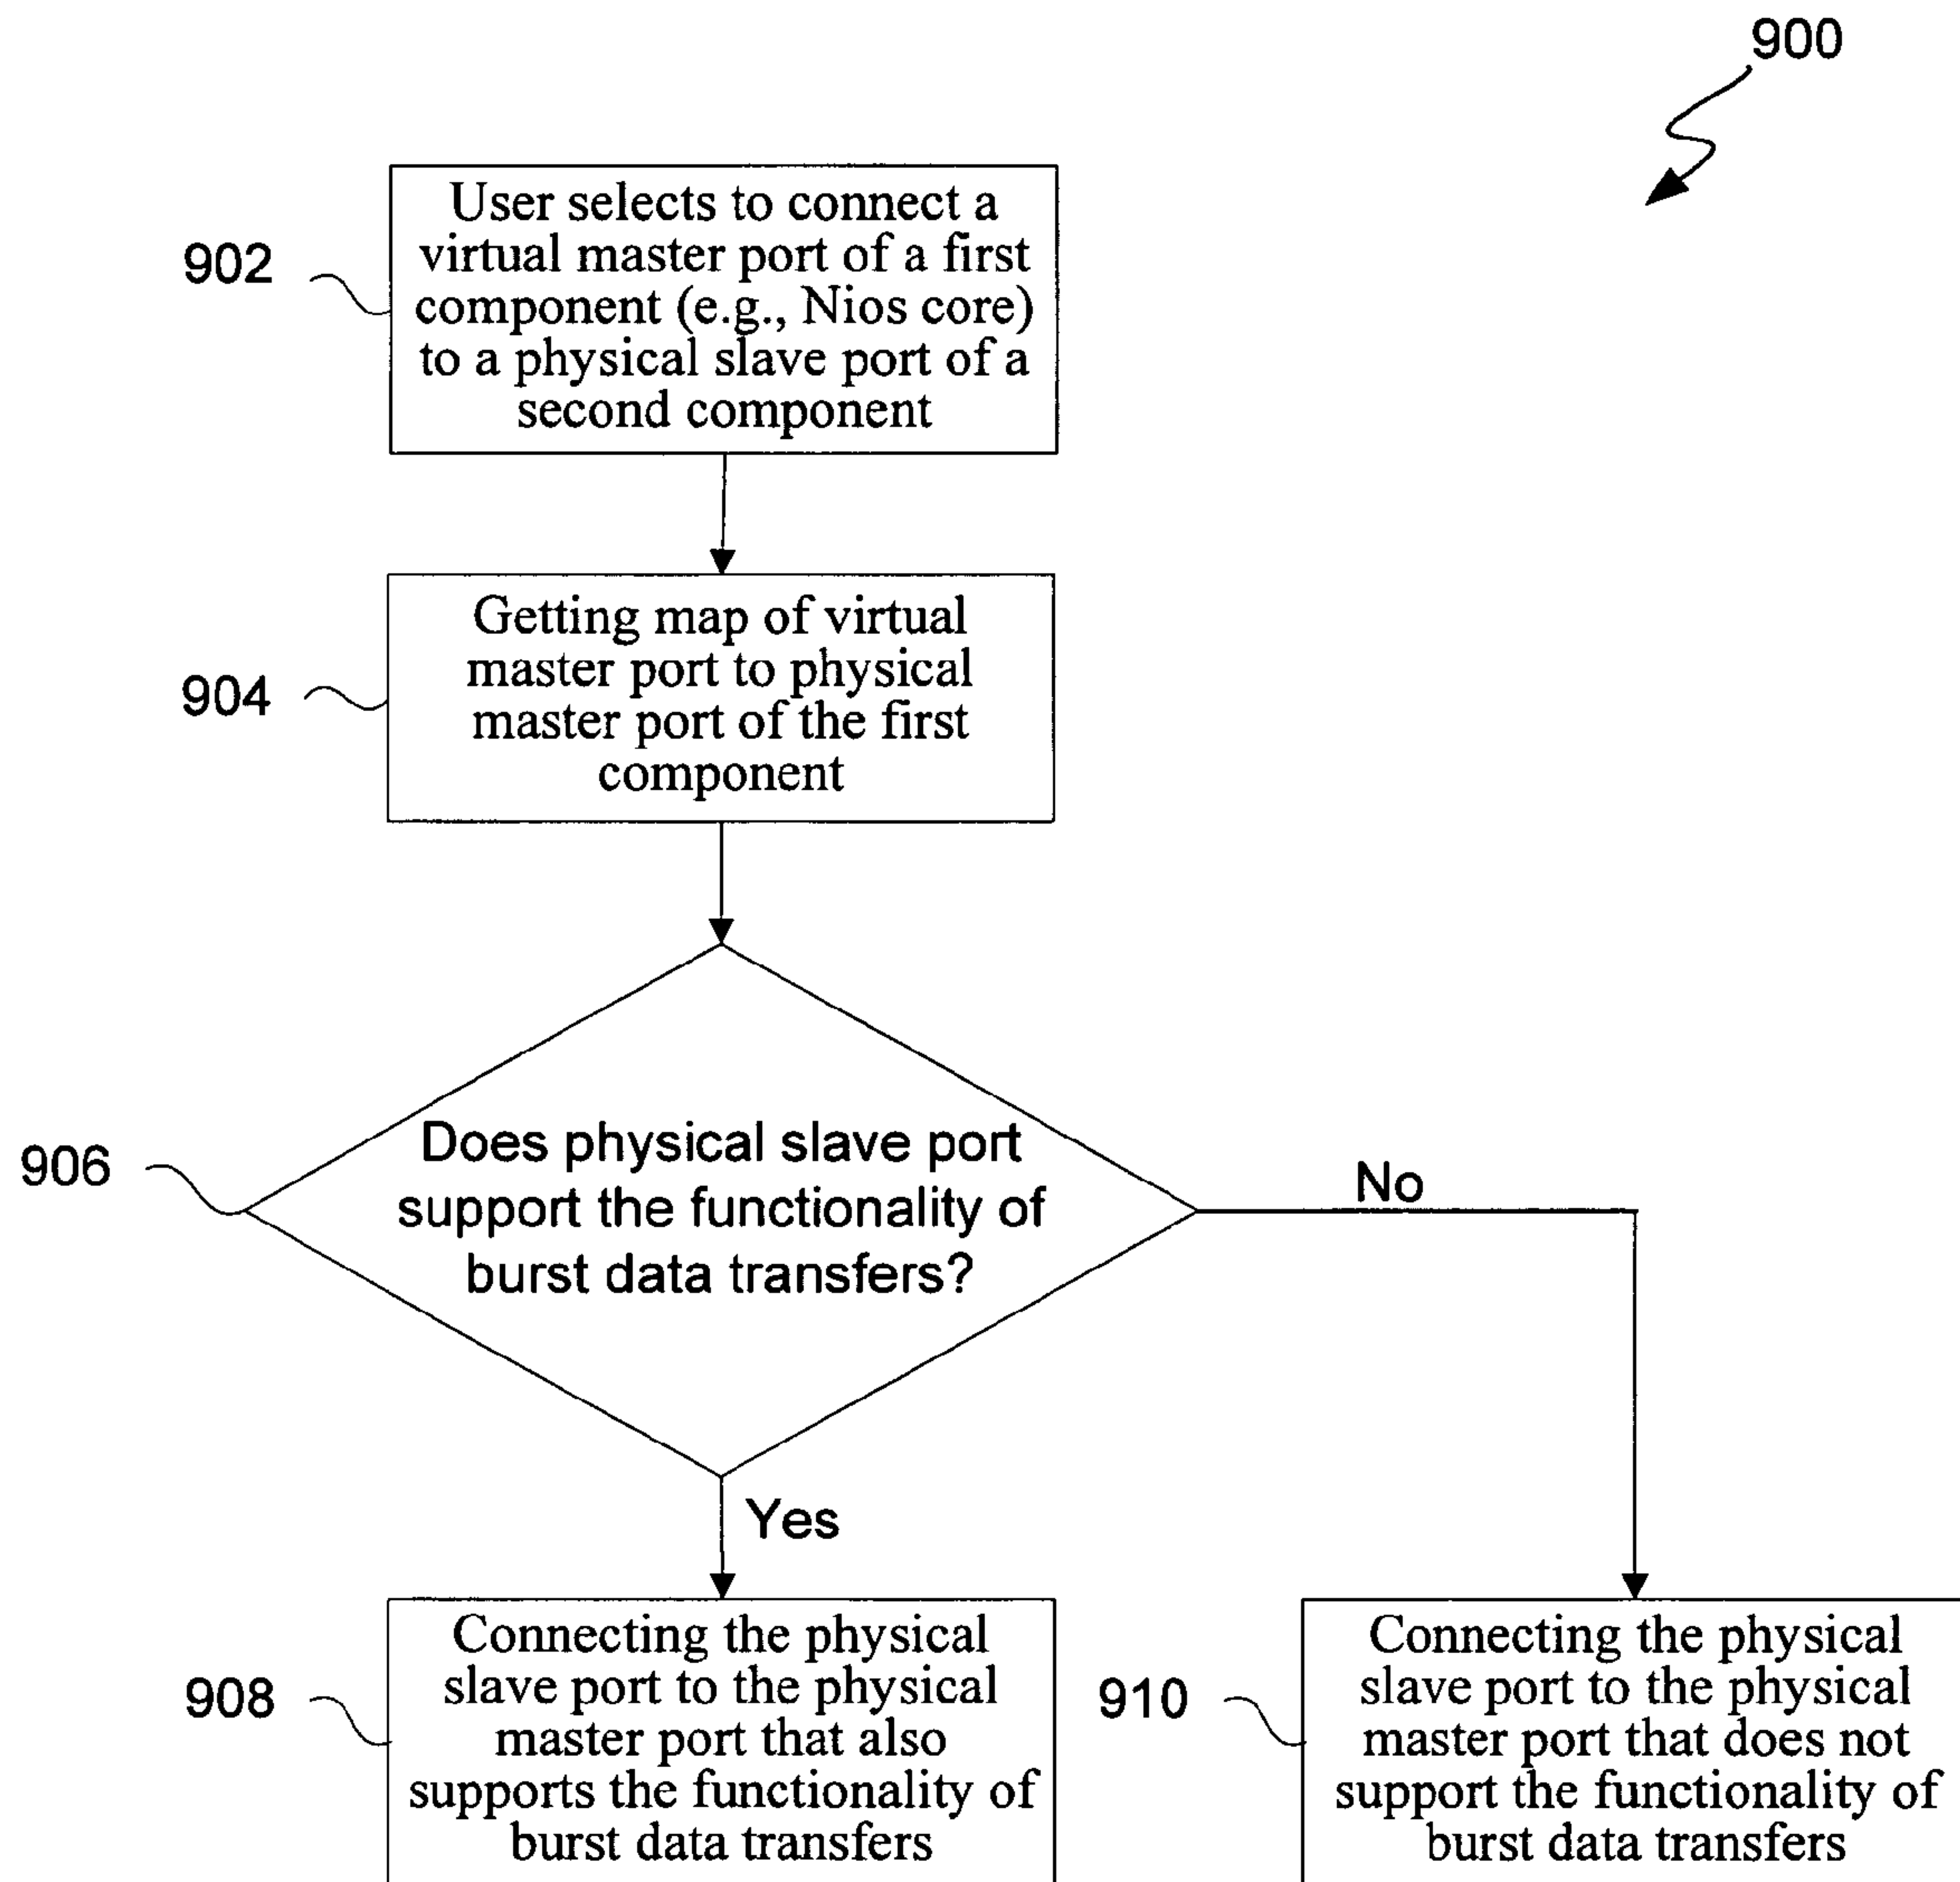 900
902
User selects to connect a
virtual master port of a first
component (e.g., Nios core)
to a physical slave port of a
second component
904
Getting map of virtual
master port to physical
master port of the first
component
906
Does physical slave port
support the functionality of
burst data transfers?
No
Yes
908
Connecting the physical
slave port to the physical
master port that also
supports the functionality of
burst data transfers
910
Connecting the physical
slave port to the physical
master port that does not
support the functionality of
burst data transfers